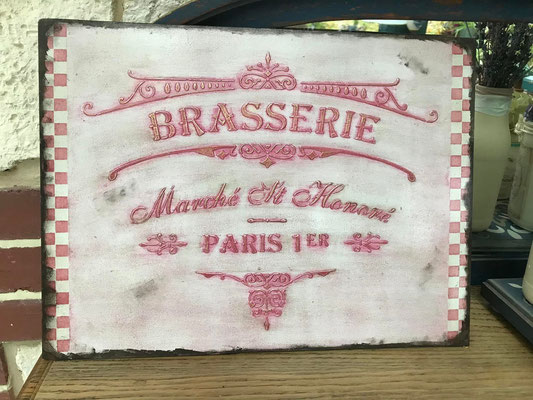 BRASSERIE
Marché St Honoré
PARIS 1ER